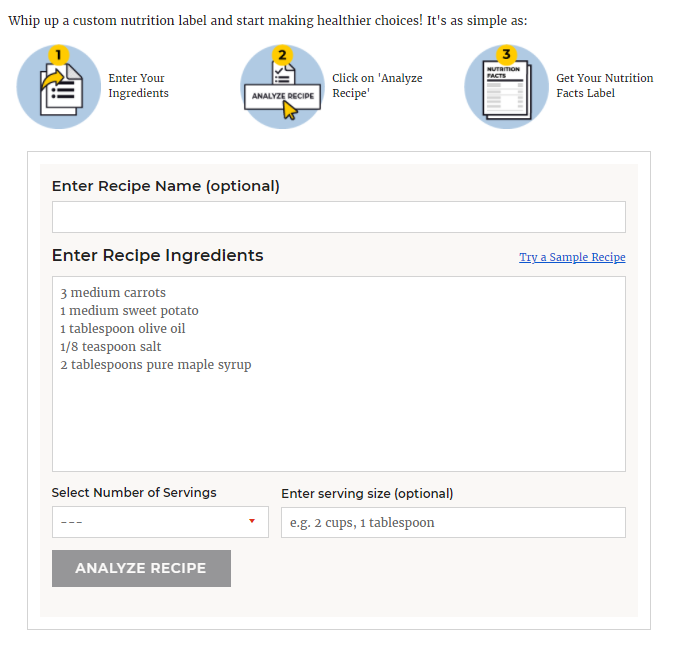 Whip up a custom nutrition label and start making healthier choices! It's as simple as:
1
Enter Your
Ingredients
2
ANALYZE RECIPE
Click on 'Analyze
Recipe'
3
NUTRITION
FACTS
Get Your Nutrition
Facts Label
Enter Recipe Name (optional)
Enter Recipe Ingredients
Try a Sample Recipe
3 medium carrots
1 medium sweet potato
1 tablespoon olive oil
1/8 teaspoon salt
2 tablespoons pure maple syrup
Select Number of Servings
Enter serving size (optional)
---
e.g. 2 cups, 1 tablespoon
ANALYZE RECIPE